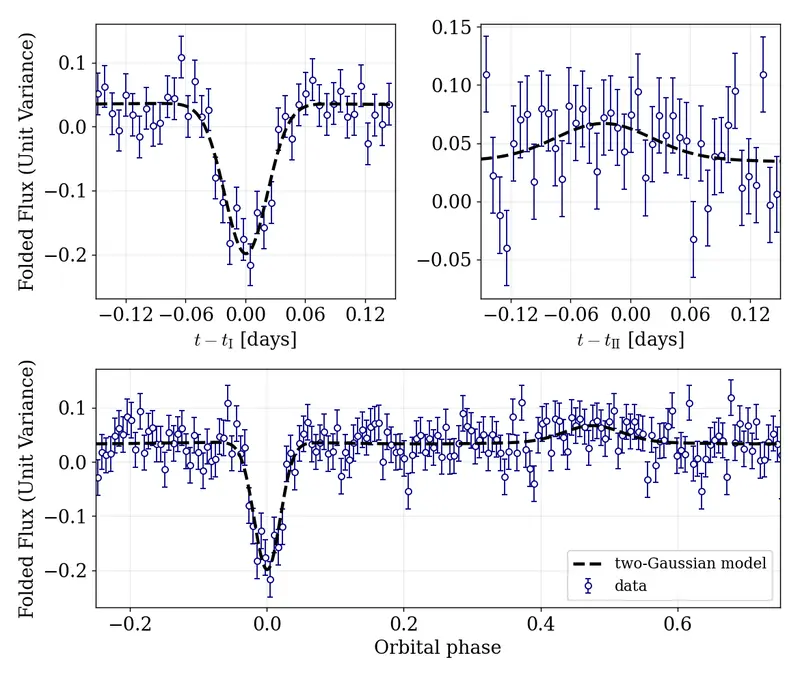 Folded Flux (Unit Variance)
0.1
0.0
−0.1
−0.2
−0.12 −0.06 0.00 0.06 0.12
t − tI [days]
0.15
0.10
0.05
0.00
−0.05
−0.12 −0.06 0.00 0.06 0.12
t − tII [days]
Folded Flux (Unit Variance)
0.1
0.0
−0.1
−0.2
−0.2 0.0 0.2 0.4 0.6
Orbital phase
two-Gaussian model
data